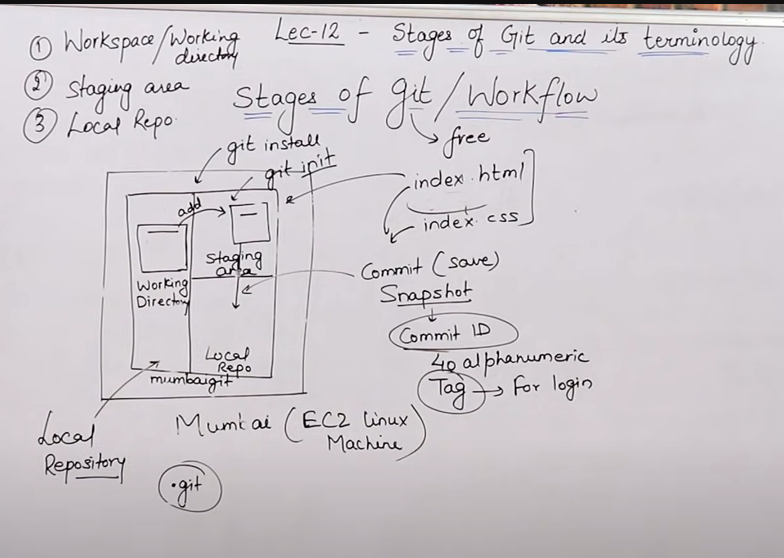 Lec-12 - Stages of Git and its terminology
① Workspace/Working
directory
② Staging area
③ Local Repo.
Stages of git/Workflow
free
git install
git init
index.html
index.css
add
Staging
area
Working
Directory
Commit (save)
Snapshot
Commit ID
40 alphanumeric
Tag → For login
Local
Repo
mumbaigit
Mumbai (EC2 Linux
Machine)
Local
Repository
.git